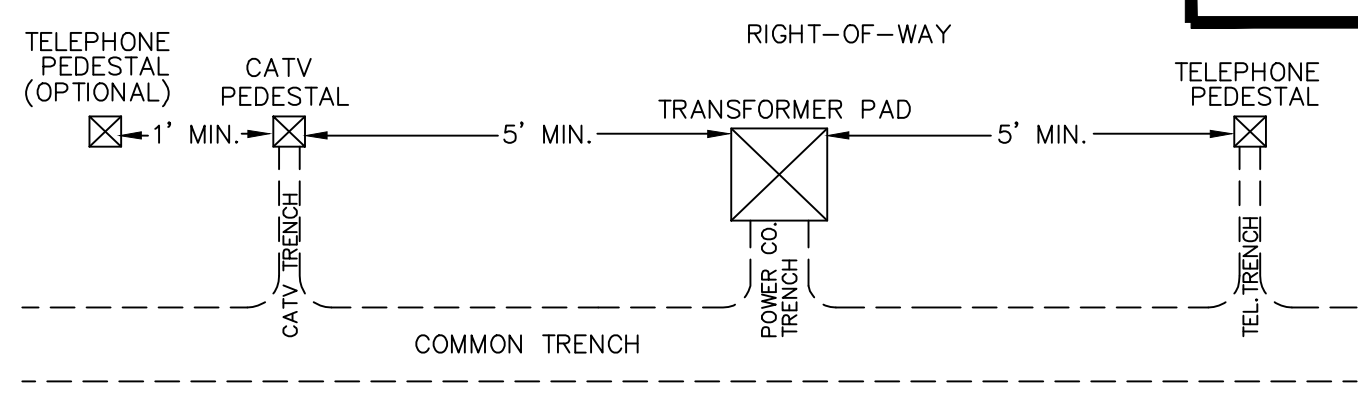 RIGHT-OF-WAY
TELEPHONE
PEDESTAL
(OPTIONAL)
CATV
PEDESTAL
TRANSFORMER PAD
TELEPHONE
PEDESTAL
1' MIN.
5' MIN.
5' MIN.
CATV TRENCH
POWER CO.
TRENCH
TEL. TRENCH
COMMON TRENCH